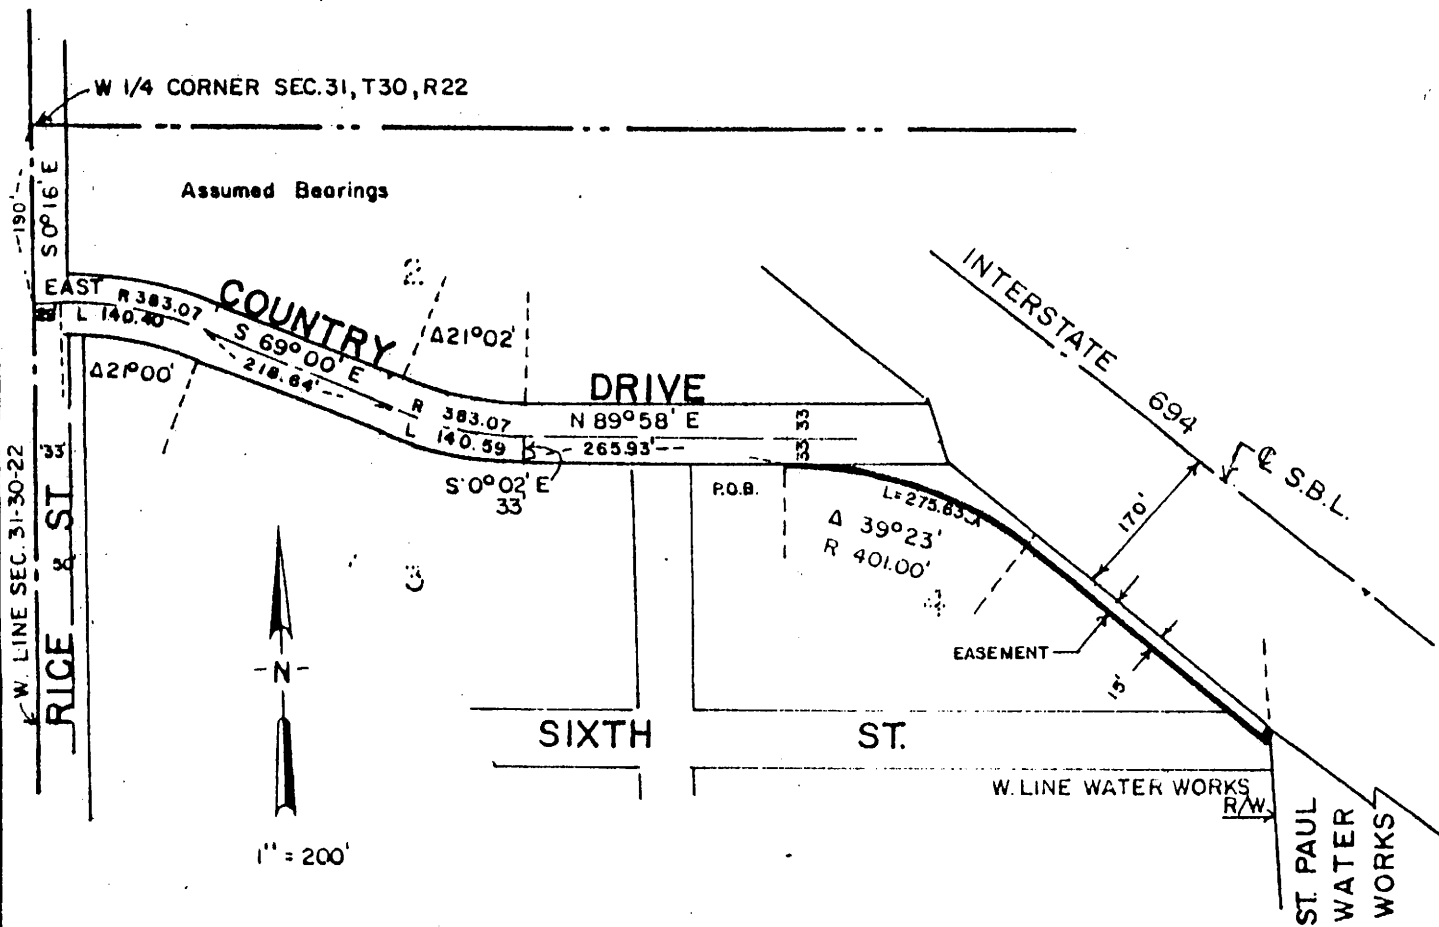 W 1/4 CORNER SEC.31, T30, R22
Assumed Bearings
190'
S 0°16' E
EAST
R 383.07
L 140.40
COUNTRY
S 69°00' E
218.64'
Δ21°00'
2
Δ21°02'
R 383.07
L 140.59
DRIVE
N 89°58' E
265.93'
33
33
S 0°02' E
33'
P.O.B.
L=275.63
Δ 39°23'
R 401.00'
INTERSTATE 694
℄ S.B.L.
170'
EASEMENT
15'
W. LINE SEC. 31-30-22
RICE ST
33'
N
1" = 200'
SIXTH ST.
W. LINE WATER WORKS
R/W
ST. PAUL
WATER
WORKS